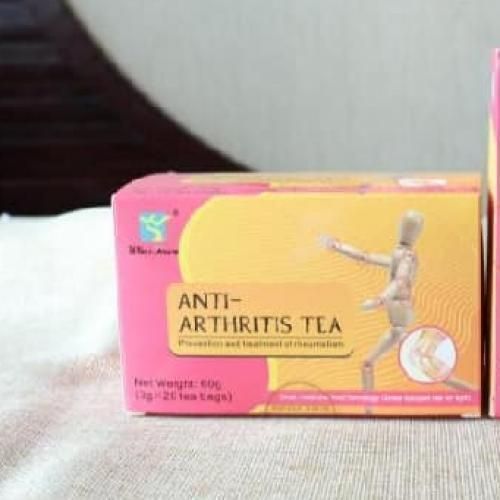 ANTI-
ARTHRITIS TEA
Prevention and treatment of rheumatism
Net Weight: 60g
(3g×20 tea bags)